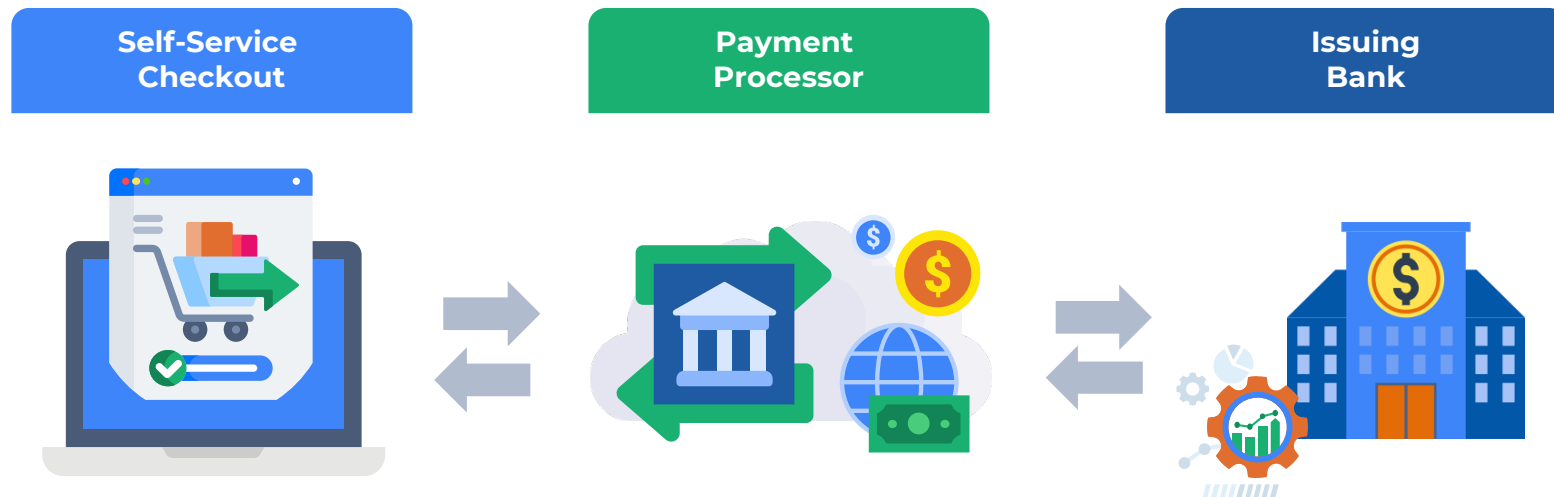 Self-Service
Checkout
Payment
Processor
Issuing
Bank
$
$
$